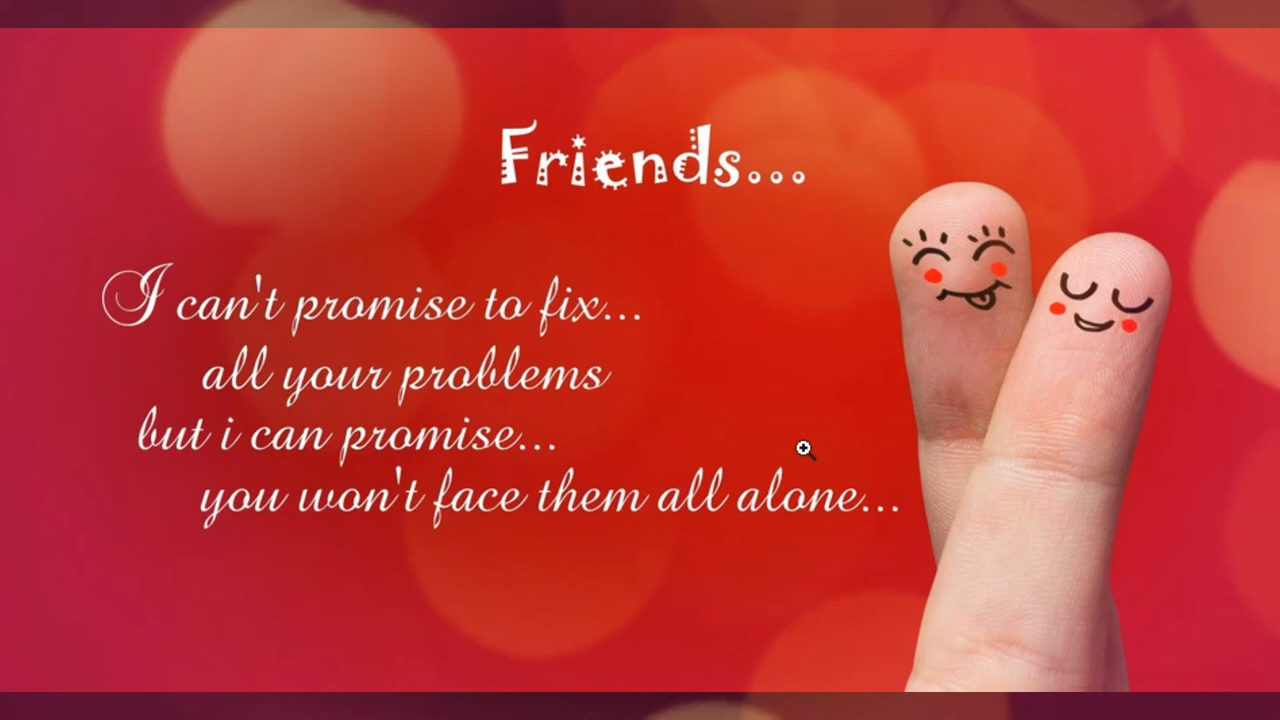 Friends...
I can't promise to fix...
all your problems
but i can promise...
you won't face them all alone...